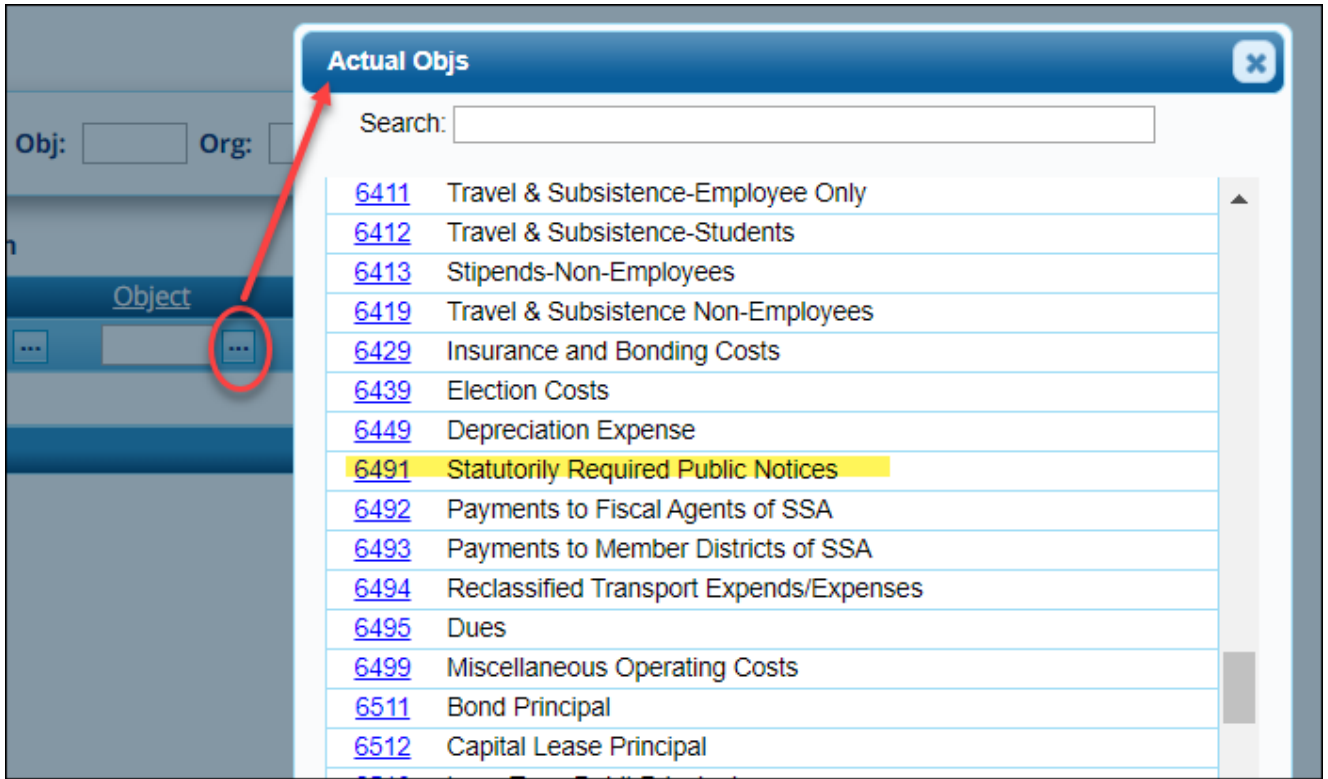 Actual Objs
Search:
Obj: Org:
Object
... ...
6411 Travel & Subsistence-Employee Only
6412 Travel & Subsistence-Students
6413 Stipends-Non-Employees
6419 Travel & Subsistence Non-Employees
6429 Insurance and Bonding Costs
6439 Election Costs
6449 Depreciation Expense
6491 Statutorily Required Public Notices
6492 Payments to Fiscal Agents of SSA
6493 Payments to Member Districts of SSA
6494 Reclassified Transport Expends/Expenses
6495 Dues
6499 Miscellaneous Operating Costs
6511 Bond Principal
6512 Capital Lease Principal